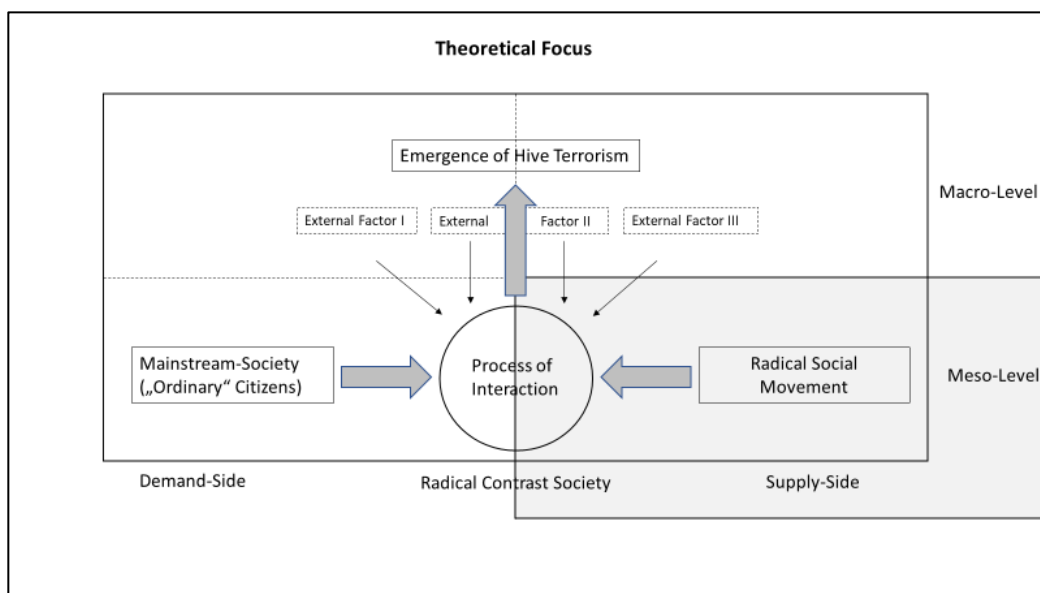 Theoretical Focus
Emergence of Hive Terrorism
Macro-Level
External Factor I
External
Factor II
External Factor III
Mainstream-Society
(„Ordinary“ Citizens)
Process of
Interaction
Radical Social
Movement
Meso-Level
Demand-Side
Radical Contrast Society
Supply-Side